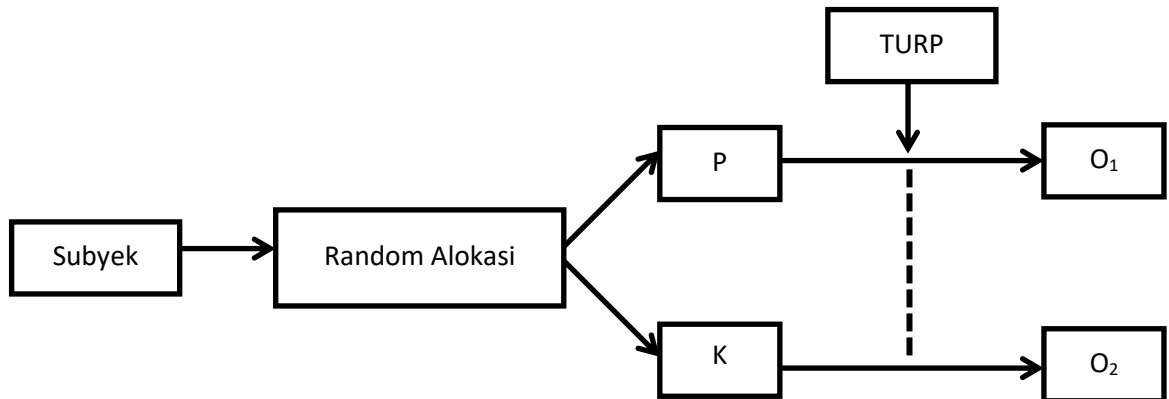 TURP
P
O₁
Subyek
Random Alokasi
K
O₂